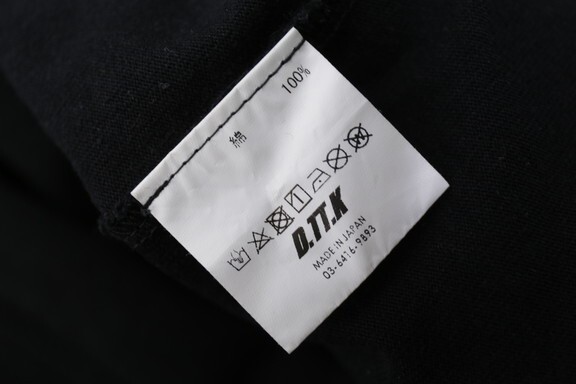 綿 100%
D.TT.K
MADE IN JAPAN
03-6416-9893